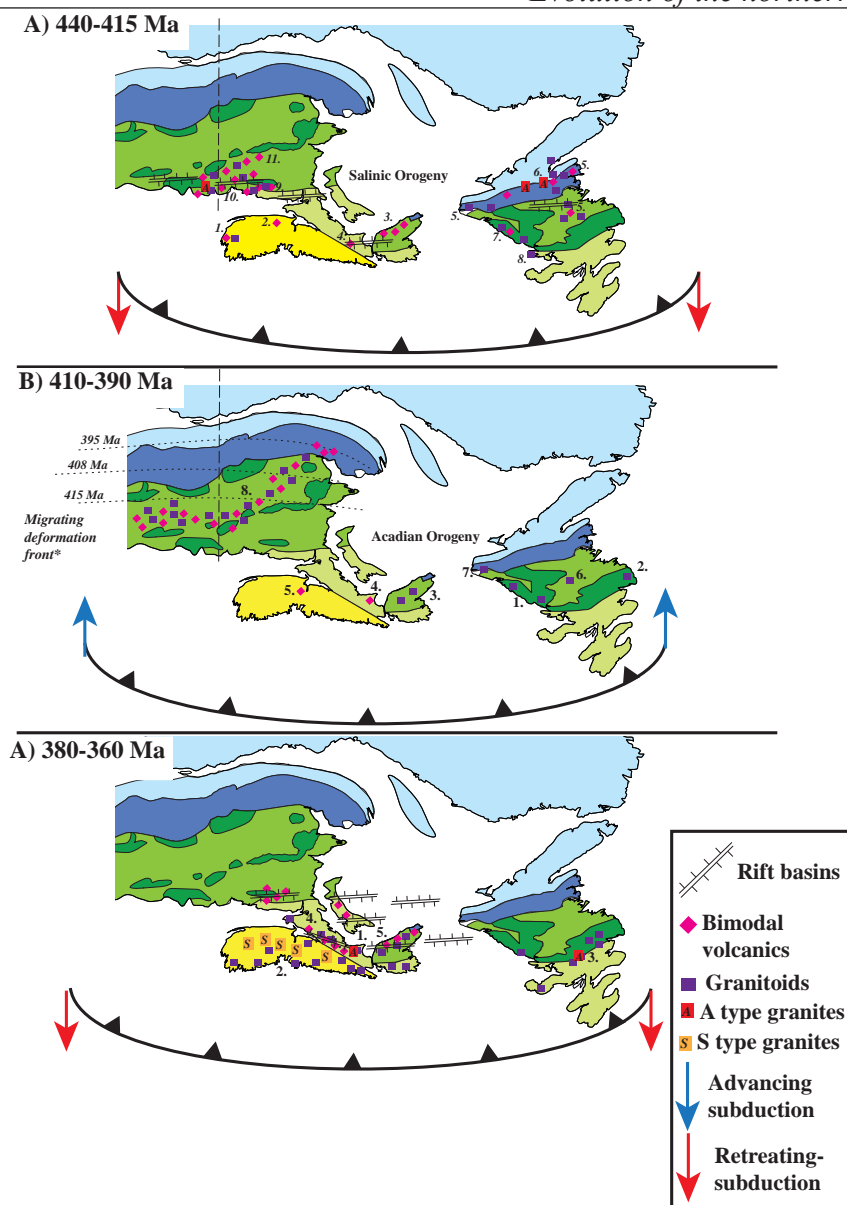 Evolution of the northern
A) 440-415 Ma
11.
Salinic Orogeny
A
9.
10.
6.
5.
A
A
5.
5.
3.
2.
1.
4.
7.
8.
B) 410-390 Ma
395 Ma
408 Ma
415 Ma
8.
Migrating
deformation
front*
Acadian Orogeny
7.
6.
2.
5.
4.
3.
1.
A) 380-360 Ma
4.
1.
5.
S
S
S
S
S
A
2.
A
3.
Rift basins
Bimodal
volcanics
Granitoids
A
A type granites
S
S type granites
Advancing
subduction
Retreating-
subduction